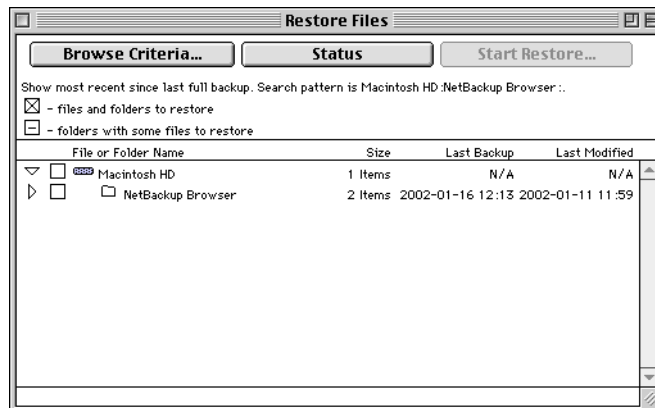 Restore Files
Browse Criteria... Status Start Restore...
Show most recent since last full backup. Search pattern is Macintosh HD :NetBackup Browser :.
- files and folders to restore
- folders with some files to restore
File or Folder Name Size Last Backup Last Modified
Macintosh HD 1 Items N/A N/A
NetBackup Browser 2 Items 2002-01-16 12:13 2002-01-11 11:59